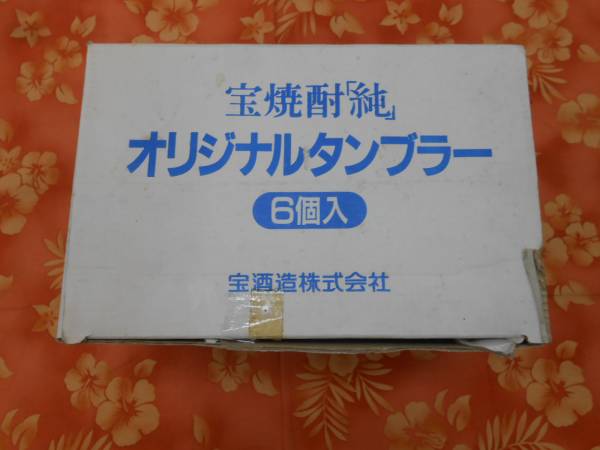 宝焼酎「純」
オリジナルタンブラー
6個入
宝酒造株式会社